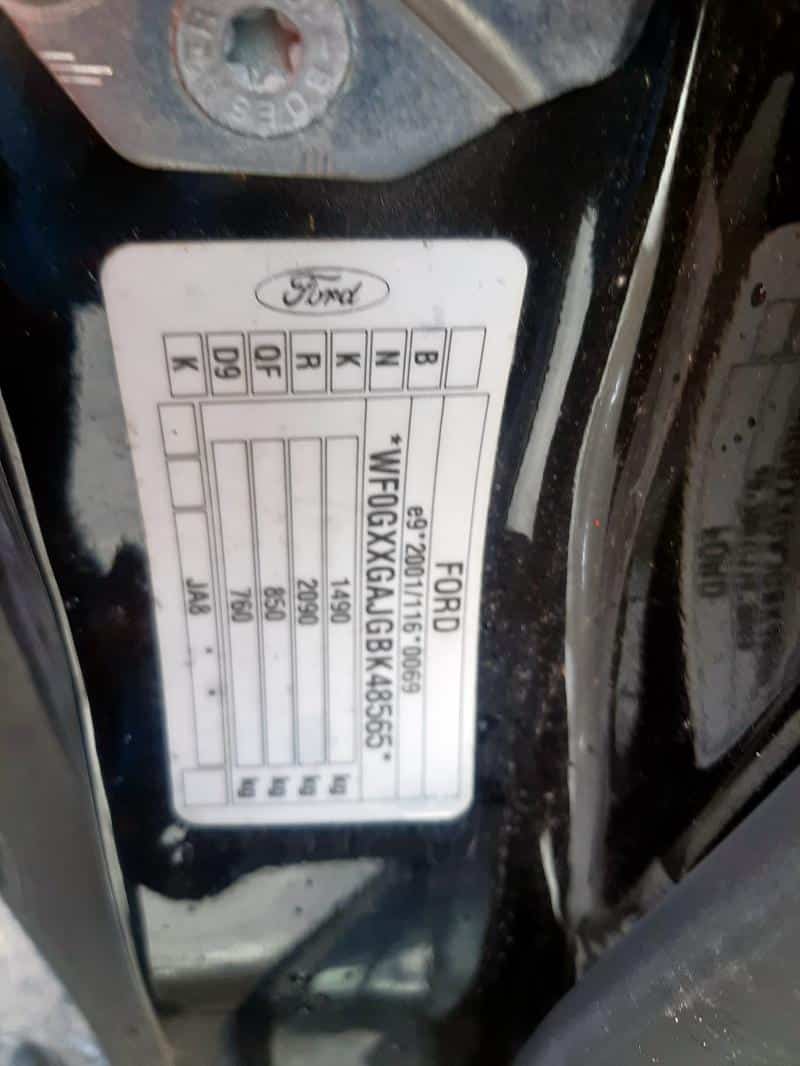 Ford
FORD
B e9*2001/116*0069
N *WF0GXXGAJGBK48565*
K 1490 kg
R 2090 kg
QF 850 kg
D9 760 kg
K JA8